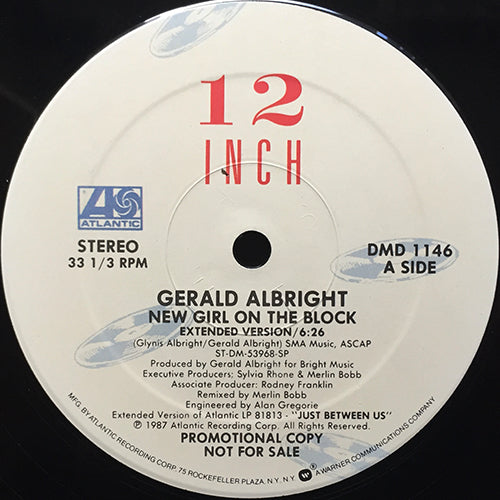 12
INCH
ATLANTIC
STEREO
33 1/3 RPM
DMD 1146
A SIDE
GERALD ALBRIGHT
NEW GIRL ON THE BLOCK
EXTENDED VERSION/6:26
(Glynis Albright/Gerald Albright) SMA Music, ASCAP
ST-DM-53968-SP
Produced by Gerald Albright for Bright Music
Executive Producers; Sylvia Rhone & Merlin Bobb
Associate Producer: Rodney Franklin
Remixed by Merlin Bobb
Engineered by Alan Gregorie
Extended Version of Atlantic LP 81813 - "JUST BETWEEN US"
℗ 1987 Atlantic Recording Corp. All Rights Reserved.
PROMOTIONAL COPY
NOT FOR SALE
MFG. BY ATLANTIC RECORDING CORP. 75 ROCKEFELLER PLAZA. N.Y. N.Y. A WARNER COMMUNICATIONS COMPANY